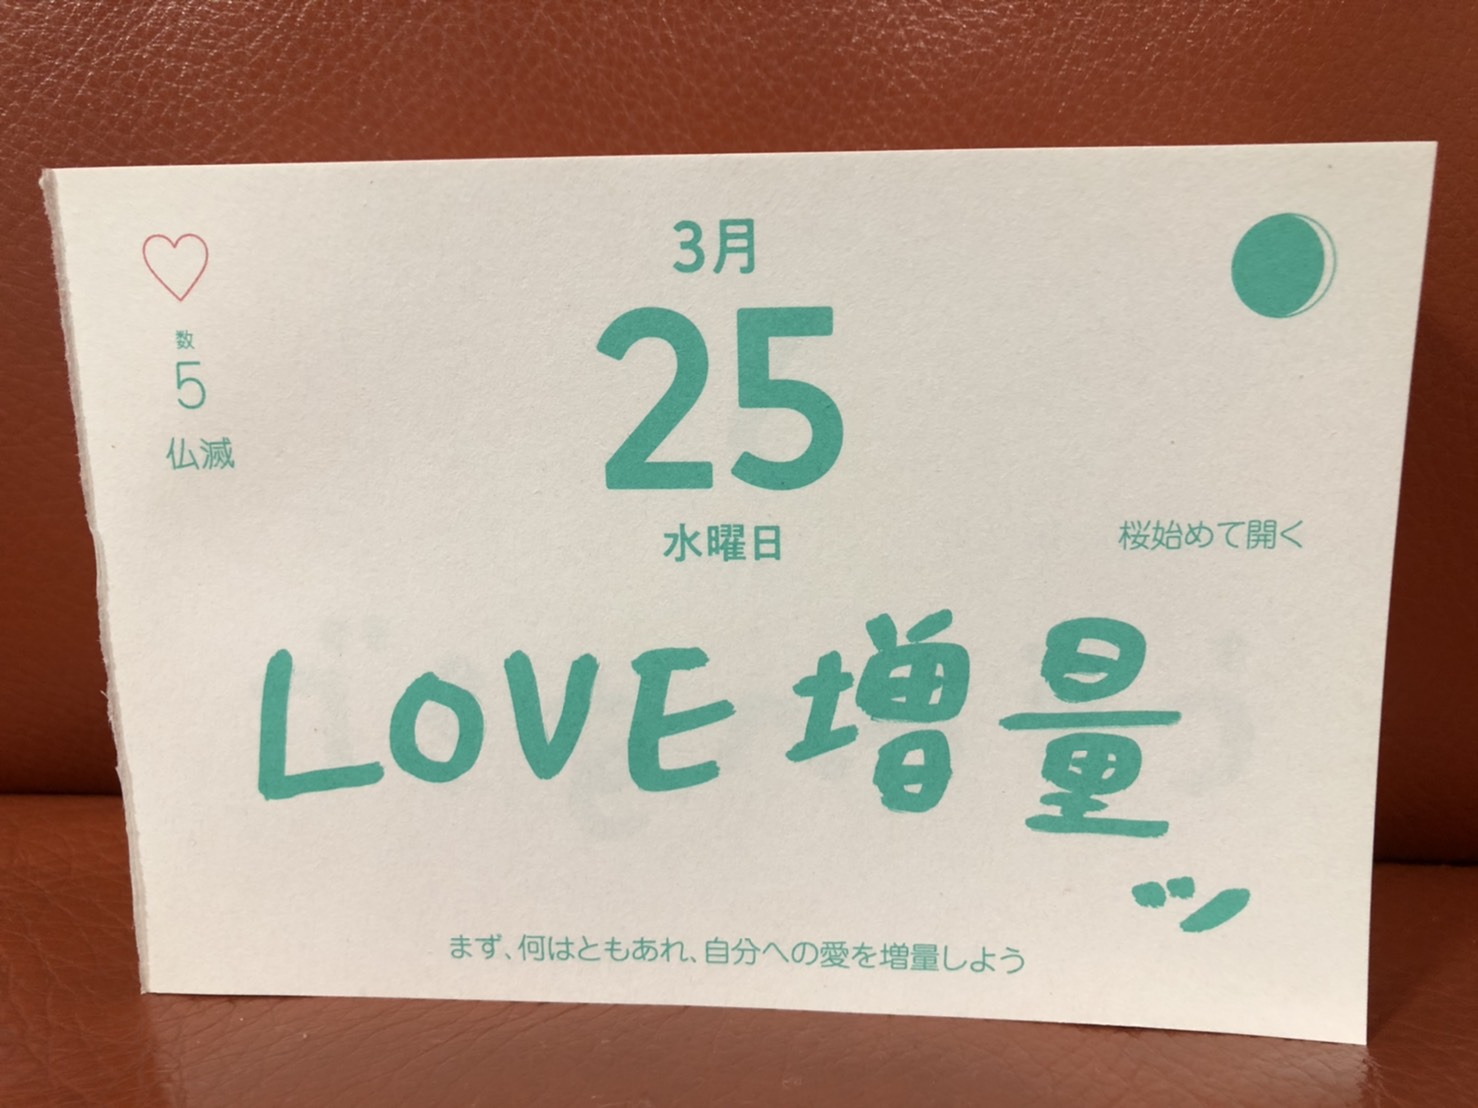 数
5
仏滅
3月
25
水曜日
桜始めて開く
LOVE増量ッ
まず、何はともあれ、自分への愛を増量しよう